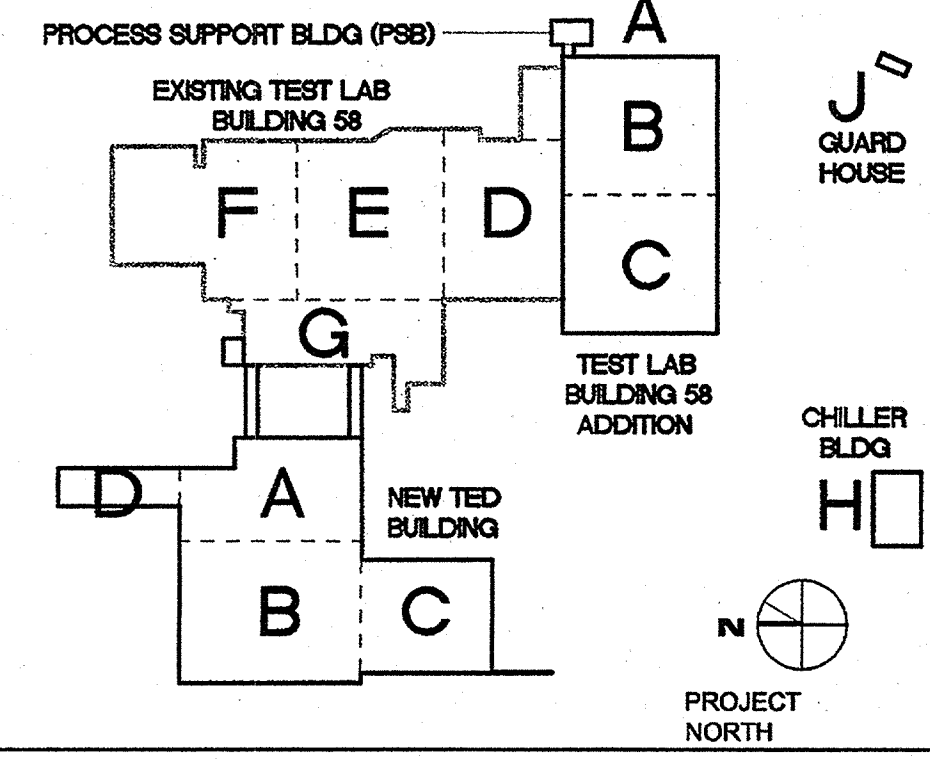 PROCESS SUPPORT BLDG (PSB)
A
EXISTING TEST LAB
BUILDING 58
B
J
GUARD
HOUSE
F E D
C
G
TEST LAB
BUILDING 58
ADDITION
CHILLER
BLDG
H
D
A
NEW TED
BUILDING
B
C
N
PROJECT
NORTH